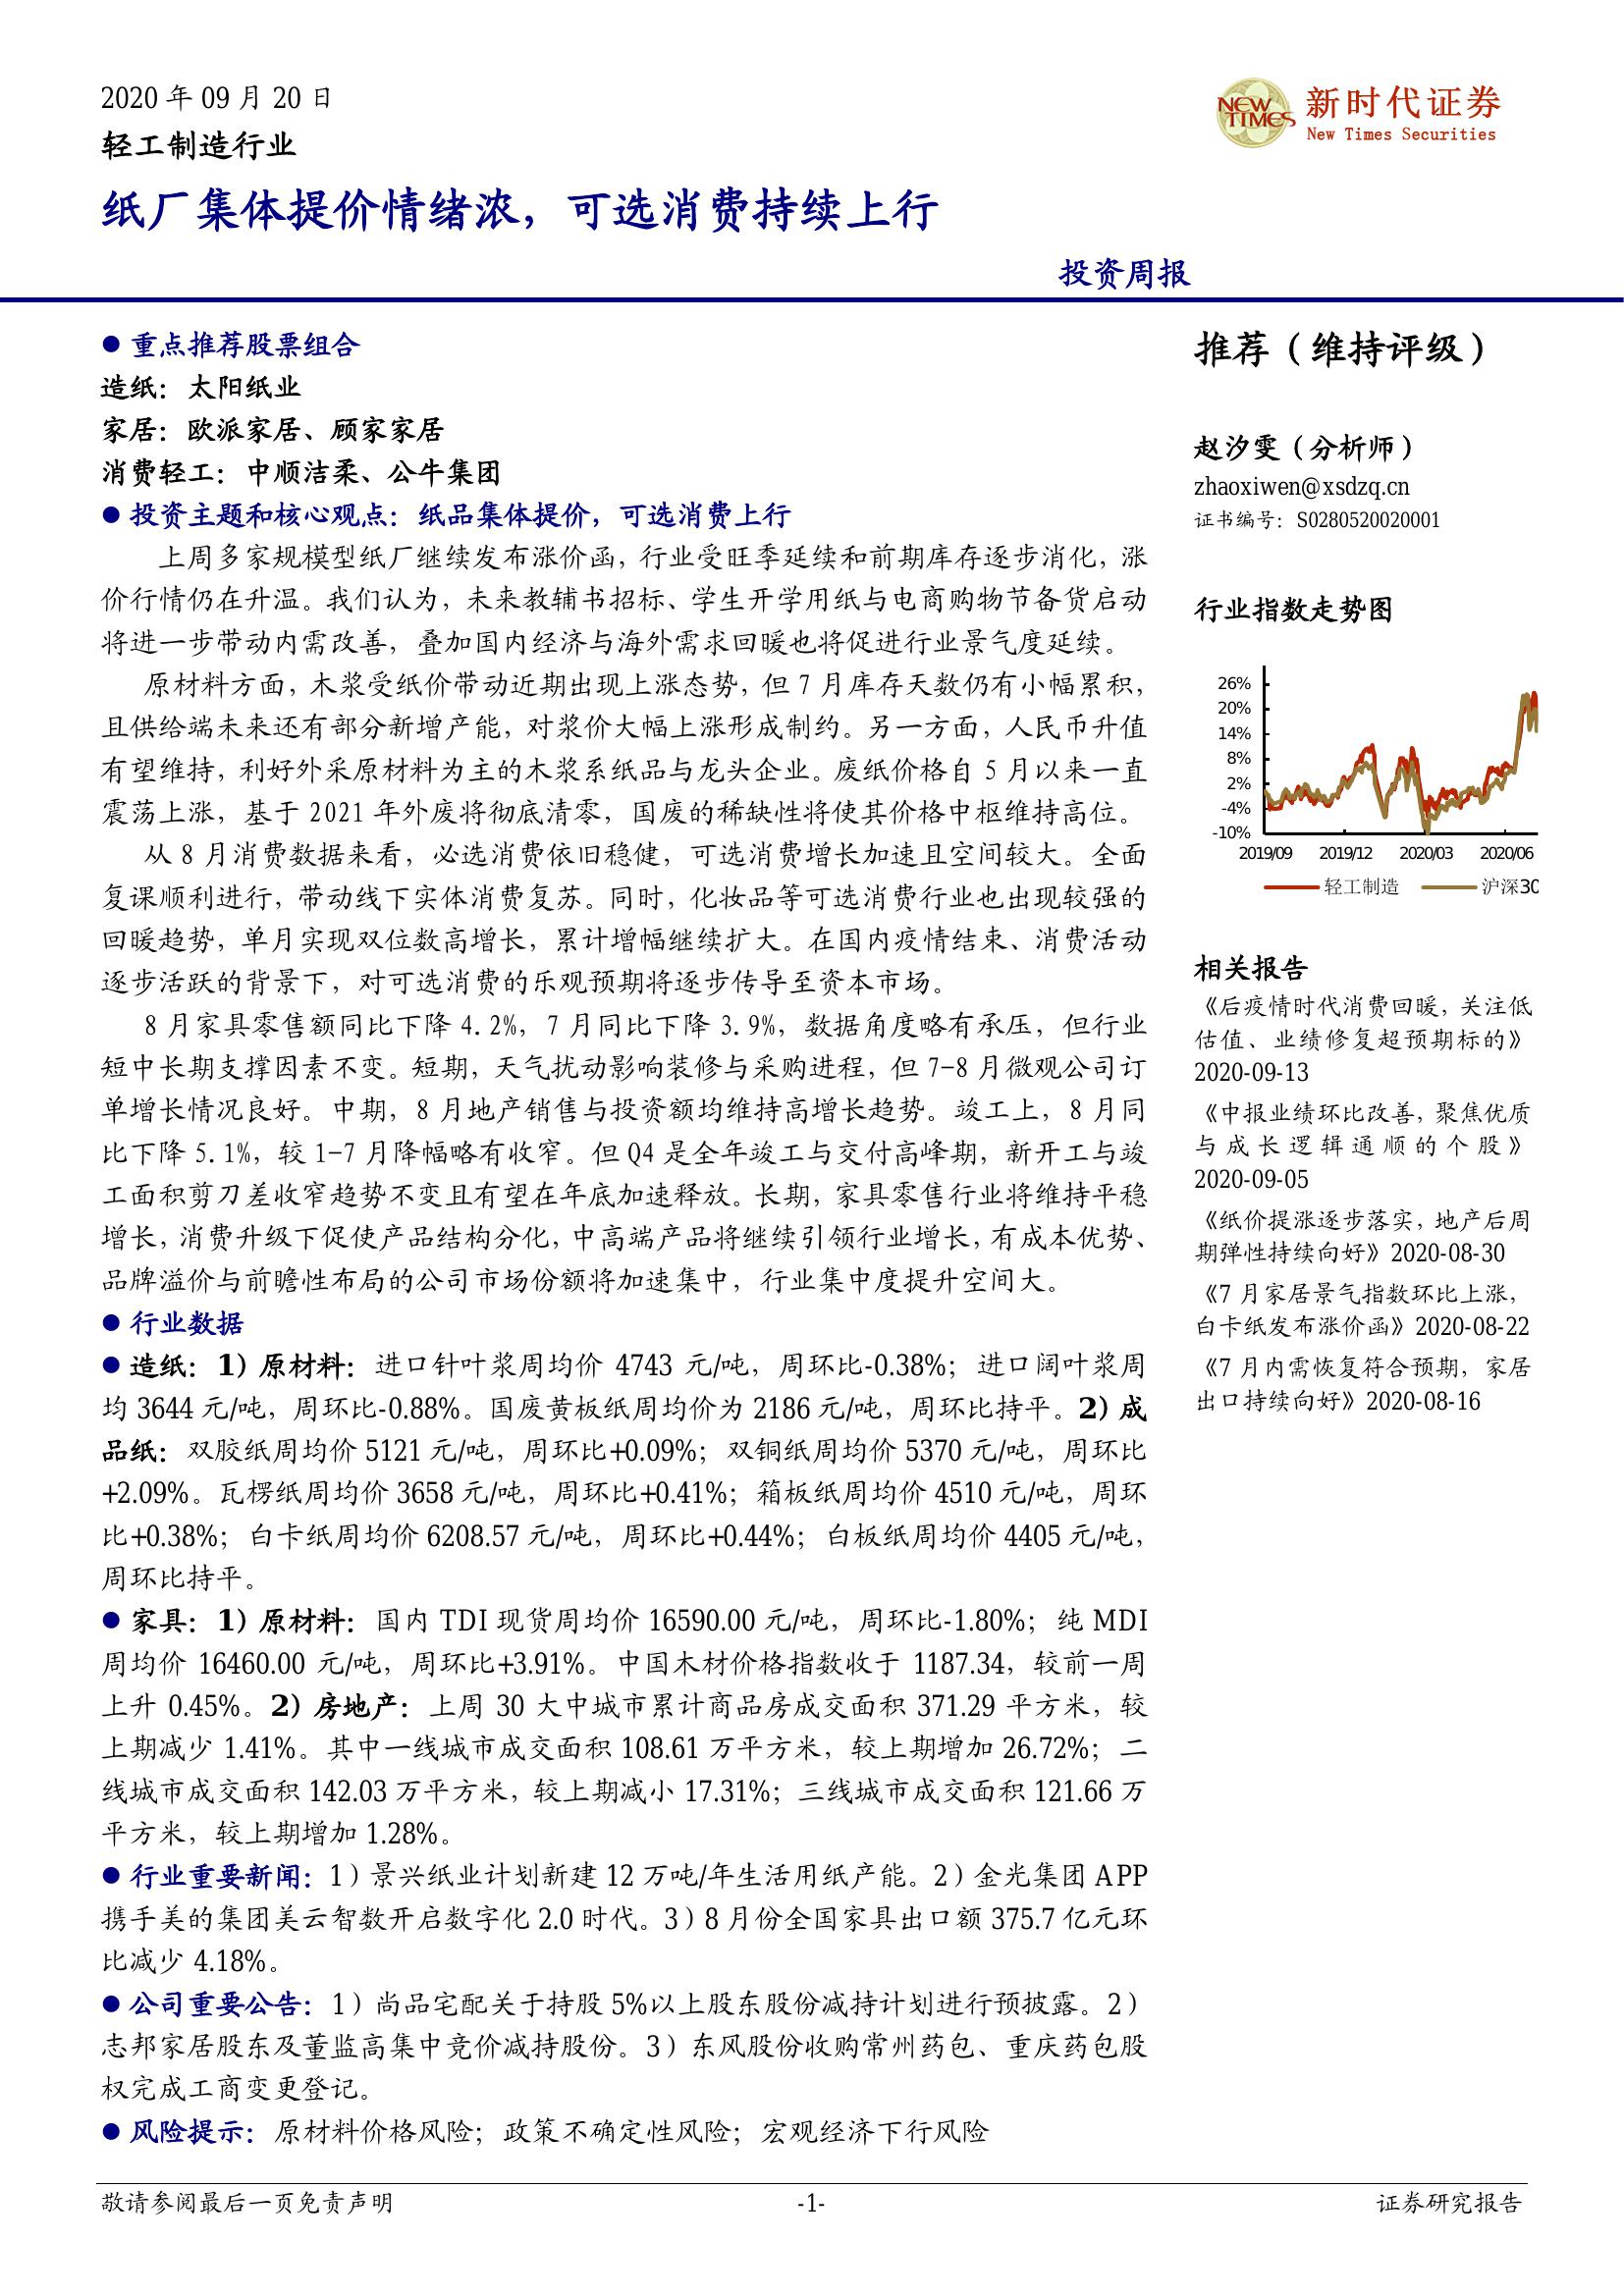 2020 年 09 月 20 日
轻工制造行业
NEW TIMES
新时代证券
New Times Securities
纸厂集体提价情绪浓，可选消费持续上行
投资周报
● 重点推荐股票组合
造纸：太阳纸业
家居：欧派家居、顾家家居
消费轻工：中顺洁柔、公牛集团
● 投资主题和核心观点：纸品集体提价，可选消费上行
上周多家规模型纸厂继续发布涨价函，行业受旺季延续和前期库存逐步消化，涨
价行情仍在升温。我们认为，未来教辅书招标、学生开学用纸与电商购物节备货启动
将进一步带动内需改善，叠加国内经济与海外需求回暖也将促进行业景气度延续。
原材料方面，木浆受纸价带动近期出现上涨态势，但 7 月库存天数仍有小幅累积，
且供给端未来还有部分新增产能，对浆价大幅上涨形成制约。另一方面，人民币升值
有望维持，利好外采原材料为主的木浆系纸品与龙头企业。废纸价格自 5 月以来一直
震荡上涨，基于 2021 年外废将彻底清零，国废的稀缺性将使其价格中枢维持高位。
从 8 月消费数据来看，必选消费依旧稳健，可选消费增长加速且空间较大。全面
复课顺利进行，带动线下实体消费复苏。同时，化妆品等可选消费行业也出现较强的
回暖趋势，单月实现双位数高增长，累计增幅继续扩大。在国内疫情结束、消费活动
逐步活跃的背景下，对可选消费的乐观预期将逐步传导至资本市场。
8 月家具零售额同比下降 4.2%，7 月同比下降 3.9%，数据角度略有承压，但行业
短中长期支撑因素不变。短期，天气扰动影响装修与采购进程，但 7-8 月微观公司订
单增长情况良好。中期，8 月地产销售与投资额均维持高增长趋势。竣工上，8 月同
比下降 5.1%，较 1-7 月降幅略有收窄。但 Q4 是全年竣工与交付高峰期，新开工与竣
工面积剪刀差收窄趋势不变且有望在年底加速释放。长期，家具零售行业将维持平稳
增长，消费升级下促使产品结构分化，中高端产品将继续引领行业增长，有成本优势、
品牌溢价与前瞻性布局的公司市场份额将加速集中，行业集中度提升空间大。
● 行业数据
● 造纸：1）原材料：进口针叶浆周均价 4743 元/吨，周环比-0.38%；进口阔叶浆周
均 3644 元/吨，周环比-0.88%。国废黄板纸周均价为 2186 元/吨，周环比持平。2）成
品纸：双胶纸周均价 5121 元/吨，周环比+0.09%；双铜纸周均价 5370 元/吨，周环比
+2.09%。瓦楞纸周均价 3658 元/吨，周环比+0.41%；箱板纸周均价 4510 元/吨，周环
比+0.38%；白卡纸周均价 6208.57 元/吨，周环比+0.44%；白板纸周均价 4405 元/吨，
周环比持平。
● 家具：1）原材料：国内 TDI 现货周均价 16590.00 元/吨，周环比-1.80%；纯 MDI
周均价 16460.00 元/吨，周环比+3.91%。中国木材价格指数收于 1187.34，较前一周
上升 0.45%。2）房地产：上周 30 大中城市累计商品房成交面积 371.29 平方米，较
上期减少 1.41%。其中一线城市成交面积 108.61 万平方米，较上期增加 26.72%；二
线城市成交面积 142.03 万平方米，较上期减小 17.31%；三线城市成交面积 121.66 万
平方米，较上期增加 1.28%。
● 行业重要新闻：1）景兴纸业计划新建 12 万吨/年生活用纸产能。2）金光集团 APP
携手美的集团美云智数开启数字化 2.0 时代。3）8 月份全国家具出口额 375.7 亿元环
比减少 4.18%。
● 公司重要公告：1）尚品宅配关于持股 5%以上股东股份减持计划进行预披露。2）
志邦家居股东及董监高集中竞价减持股份。3）东风股份收购常州药包、重庆药包股
权完成工商变更登记。
● 风险提示：原材料价格风险；政策不确定性风险；宏观经济下行风险
推荐（维持评级）
赵汐雯（分析师）
zhaoxiwen@xsdzq.cn
证书编号：S0280520020001
行业指数走势图
26%
20%
14%
8%
2%
-4%
-10%
2019/09 2019/12 2020/03 2020/06
轻工制造 沪深30
相关报告
《后疫情时代消费回暖，关注低
估值、业绩修复超预期标的》
2020-09-13
《中报业绩环比改善，聚焦优质
与成长逻辑通顺的个股》
2020-09-05
《纸价提涨逐步落实，地产后周
期弹性持续向好》2020-08-30
《7 月家居景气指数环比上涨，
白卡纸发布涨价函》2020-08-22
《7 月内需恢复符合预期，家居
出口持续向好》2020-08-16
敬请参阅最后一页免责声明
-1-
证券研究报告